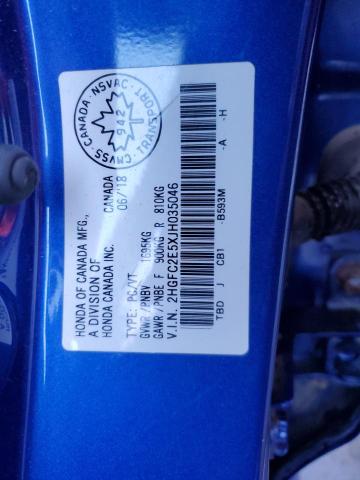 HONDA OF CANADA MFG.,
A DIVISION OF
HONDA CANADA INC.
CANADA
06/18
TYPE: PC/VT
GVWR/PNBV 1695KG
GAWR/PNBE F 900KG R 810KG
V.I.N. 2HGFC2E5XJH035046
TBD J CB1 -B593M -A -H
CANADA NSVAC
TRANSPORT
CMVSS
942